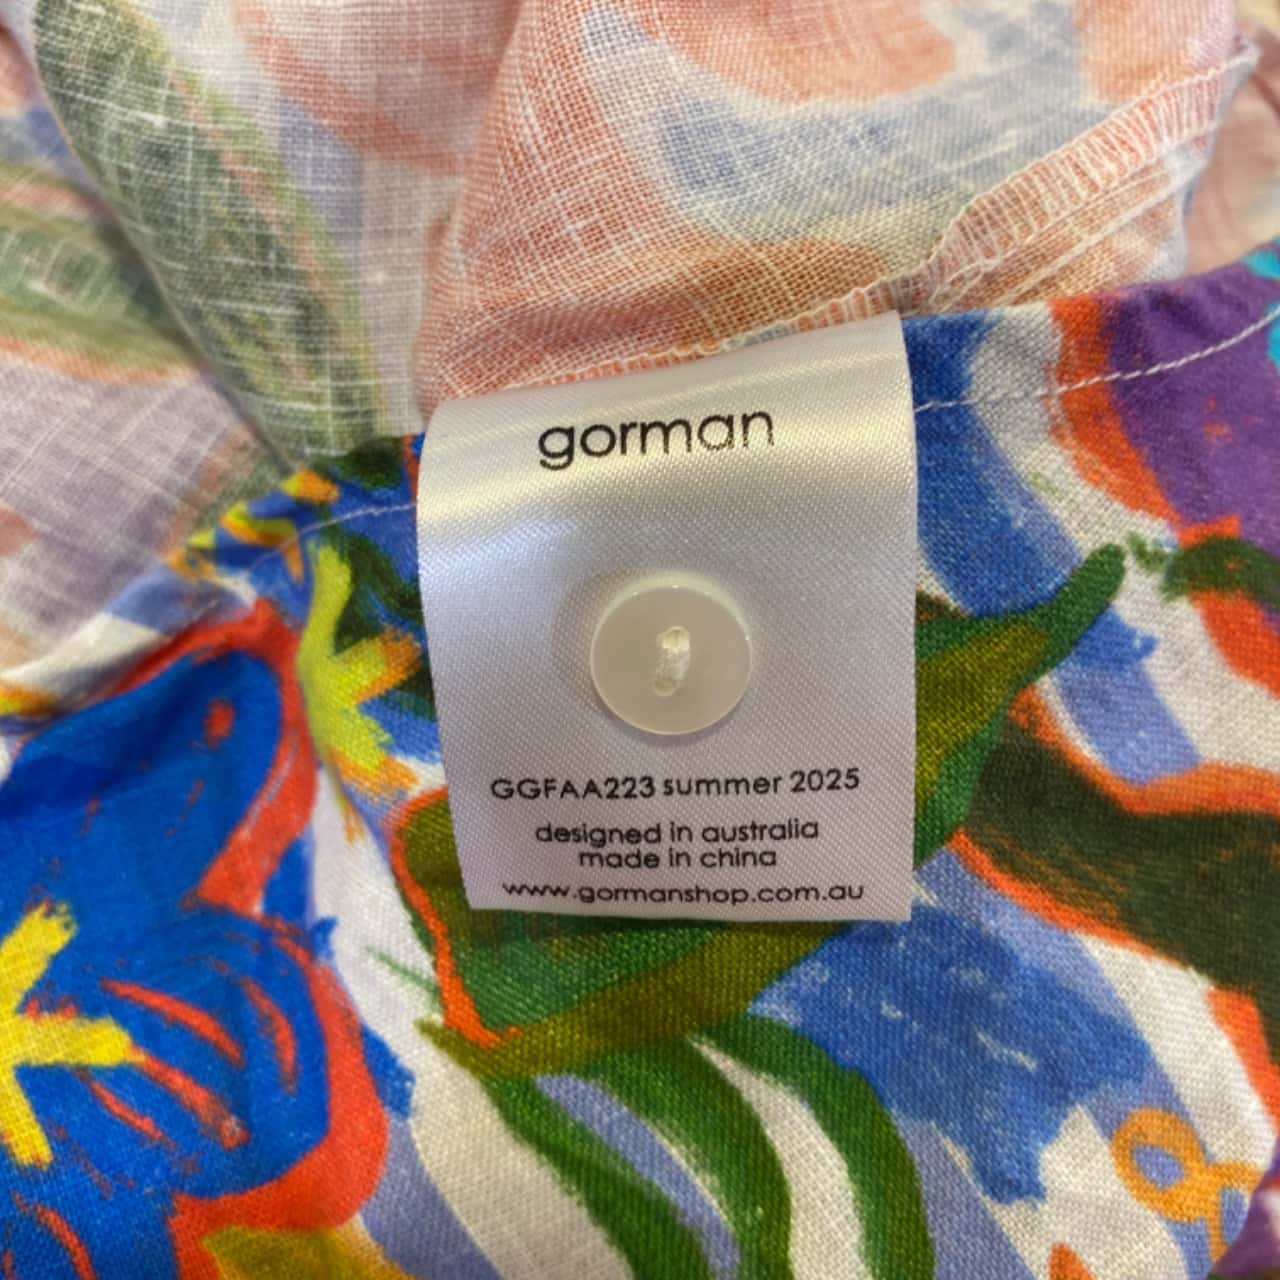 gorman
GGFAA223 summer 2025
designed in australia
made in china
www.gormanshop.com.au